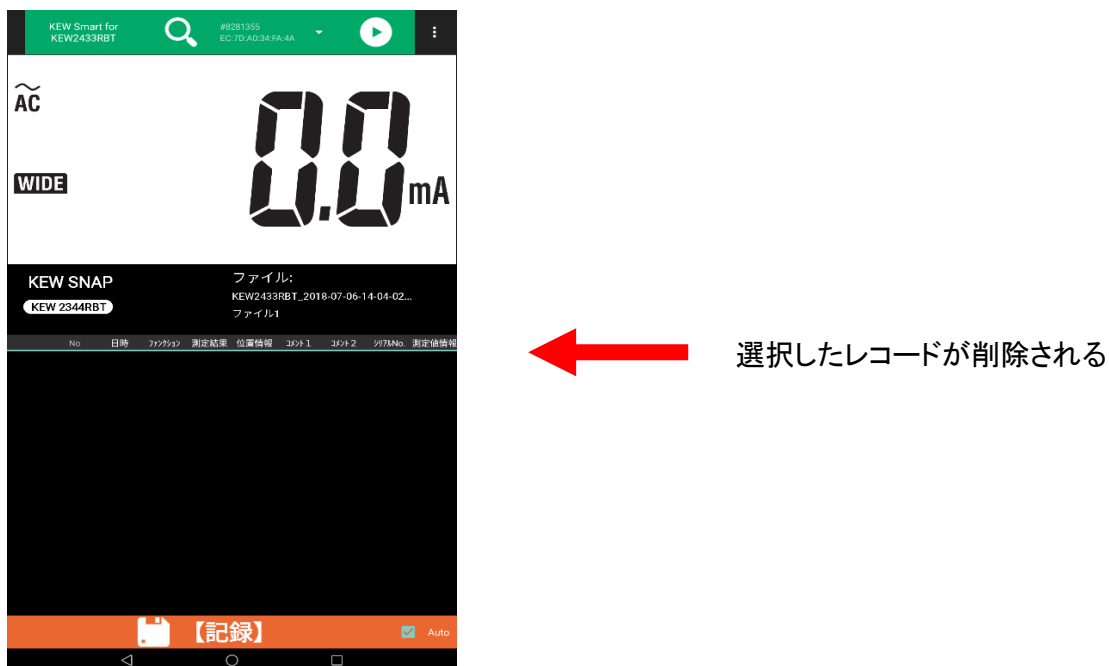 KEW Smart for
KEW2433RBT
#8281355
EC:7D:A0:34:FA:4A
AC
WIDE
0.0 mA
KEW SNAP
KEW 2344RBT
ファイル:
KEW2433RBT_2018-07-06-14-04-02...
ファイル1
No 日時 ﾌｧﾝｸｼｮﾝ 測定結果 位置情報 ｺﾒﾝﾄ１ ｺﾒﾝﾄ２ ｼﾘｱﾙNo. 測定値情報
選択したレコードが削除される
【記録】
Auto